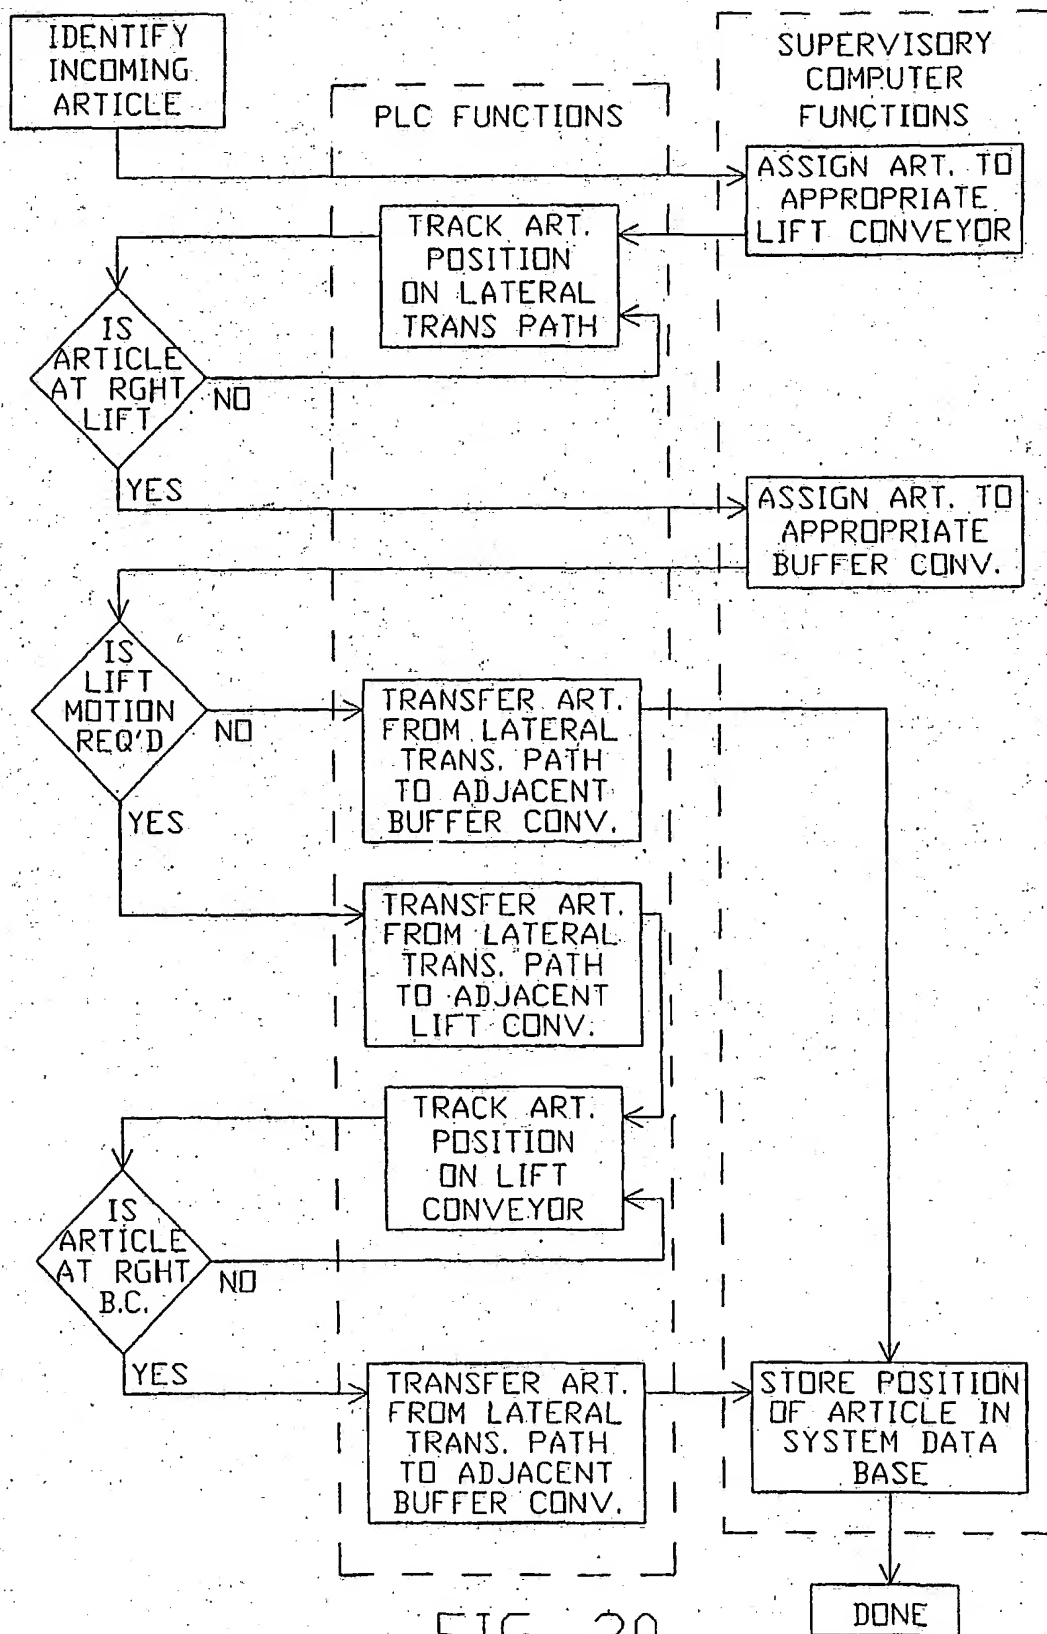 IDENTIFY
INCOMING
ARTICLE
PLC FUNCTIONS
SUPERVISORY
COMPUTER
FUNCTIONS
ASSIGN ART. TO
APPROPRIATE
LIFT CONVEYOR
TRACK ART.
POSITION
ON LATERAL
TRANS PATH
IS
ARTICLE
AT RGHT
LIFT
NO
YES
ASSIGN ART. TO
APPROPRIATE
BUFFER CONV.
IS
LIFT
MOTION
REQ'D
NO
YES
TRANSFER ART.
FROM LATERAL
TRANS. PATH
TO ADJACENT
BUFFER CONV.
TRANSFER ART.
FROM LATERAL
TRANS. PATH
TO ADJACENT
LIFT CONV.
TRACK ART.
POSITION
ON LIFT
CONVEYOR
IS
ARTICLE
AT RGHT
B.C.
NO
YES
TRANSFER ART.
FROM LATERAL
TRANS. PATH
TO ADJACENT
BUFFER CONV.
STORE POSITION
OF ARTICLE IN
SYSTEM DATA
BASE
DONE
FIG. 20